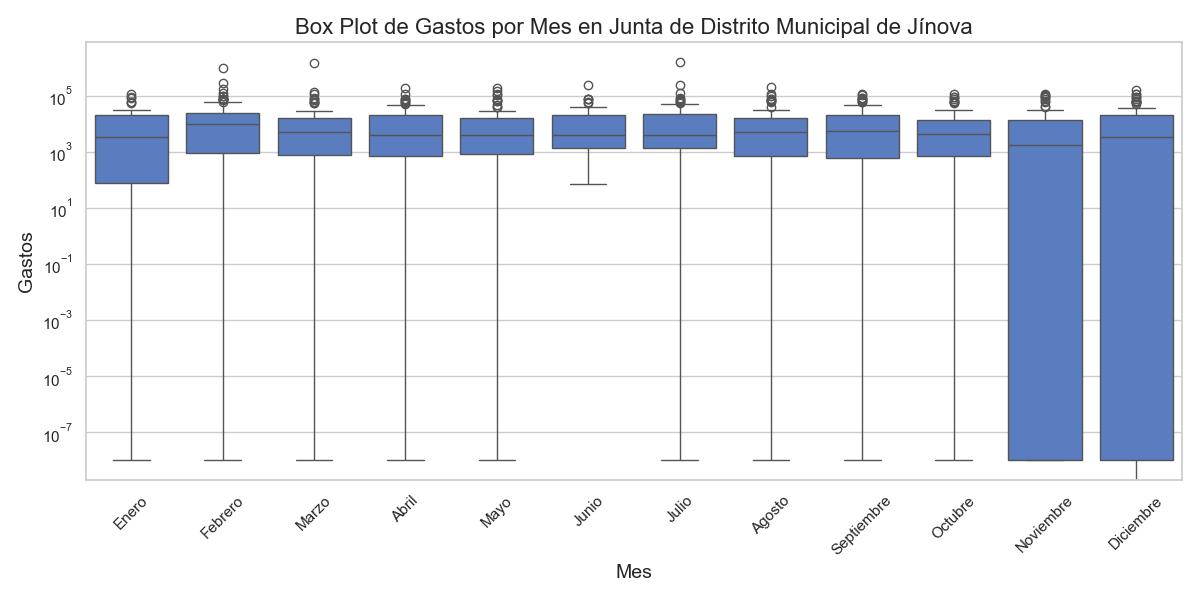 Box Plot de Gastos por Mes en Junta de Distrito Municipal de Jínova
Gastos
10^5
10^3
10^1
10^-1
10^-3
10^-5
10^-7
Enero
Febrero
Marzo
Abril
Mayo
Junio
Julio
Agosto
Septiembre
Octubre
Noviembre
Diciembre
Mes